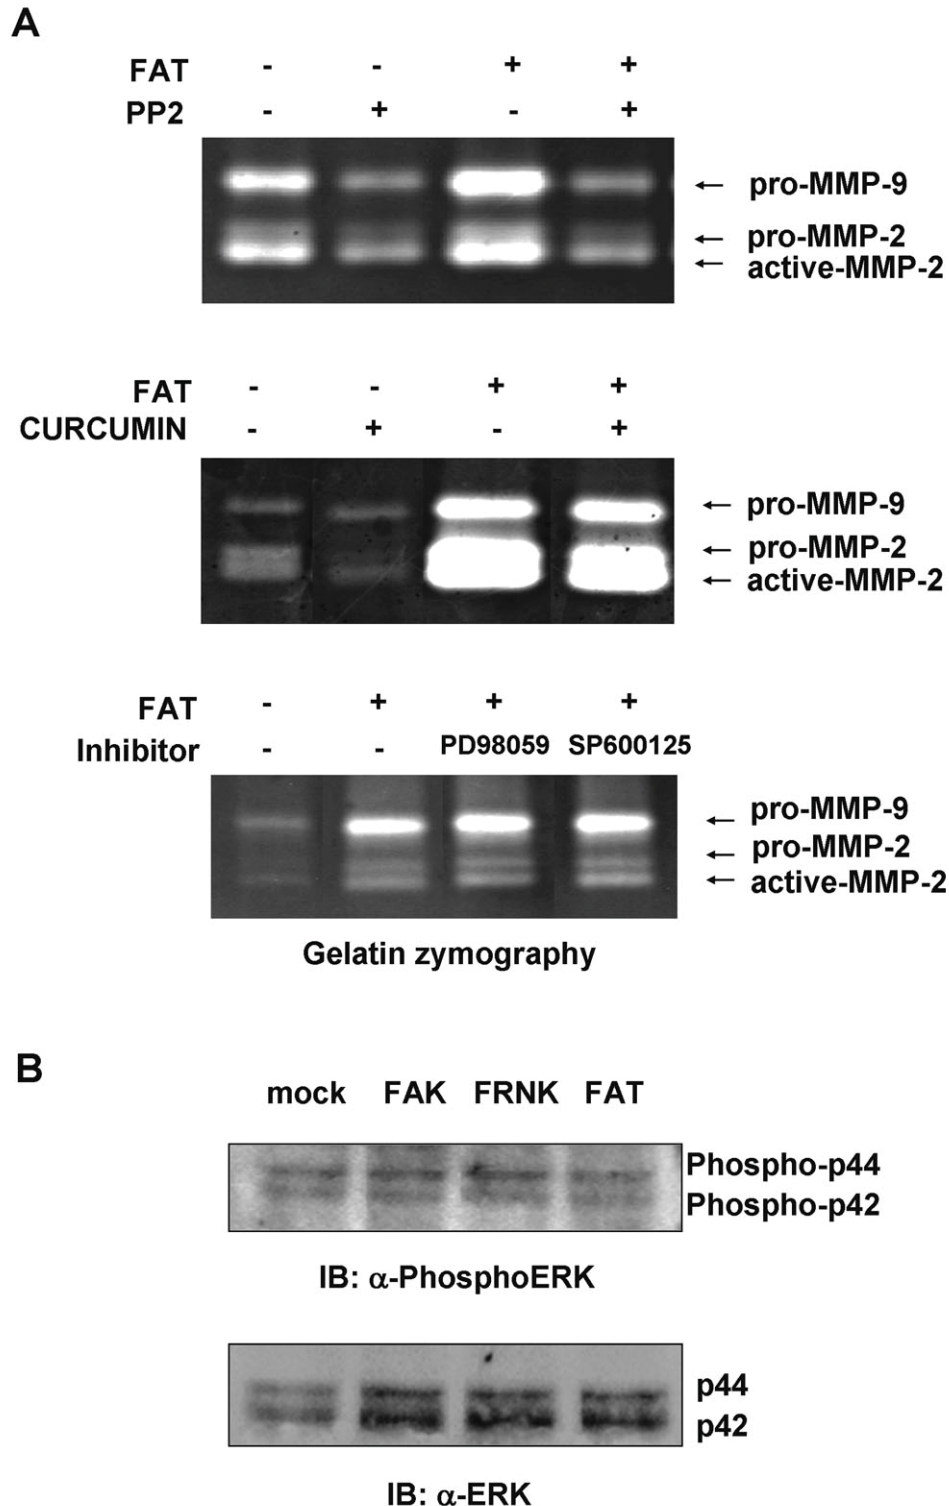 A
FAT - - + +
PP2 - + - +
pro-MMP-9
pro-MMP-2
active-MMP-2
FAT - - + +
CURCUMIN - + - +
pro-MMP-9
pro-MMP-2
active-MMP-2
FAT - + + +
Inhibitor - - PD98059 SP600125
pro-MMP-9
pro-MMP-2
active-MMP-2
Gelatin zymography
B
mock FAK FRNK FAT
Phospho-p44
Phospho-p42
IB: α-PhosphoERK
p44
p42
IB: α-ERK